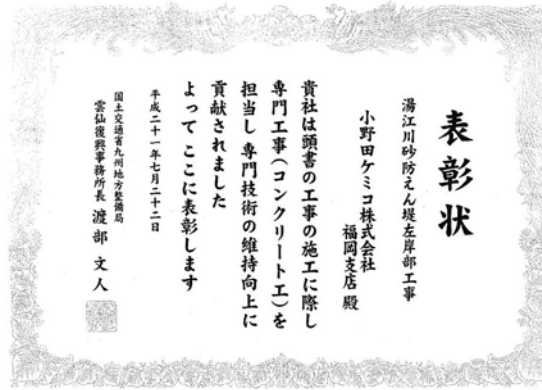 表彰状
湯江川砂防えん堤左岸部工事
小野田ケミコ株式会社
福岡支店 殿
貴社は頭書の工事の施工に際し
専門工事(コンクリート工)を
担当し 専門技術の維持向上に
貢献されました
よって ここに表彰します
平成二十一年七月二十二日
国土交通省九州地方整備局
雲仙復興事務所長 渡部 文人